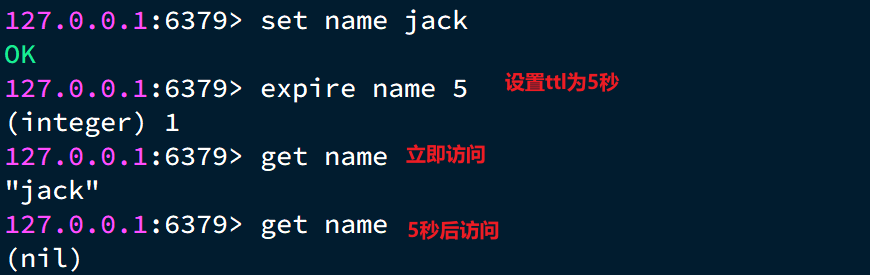 127.0.0.1:6379> set name jack
OK
127.0.0.1:6379> expire name 5 设置ttl为5秒
(integer) 1
127.0.0.1:6379> get name 立即访问
"jack"
127.0.0.1:6379> get name 5秒后访问
(nil)